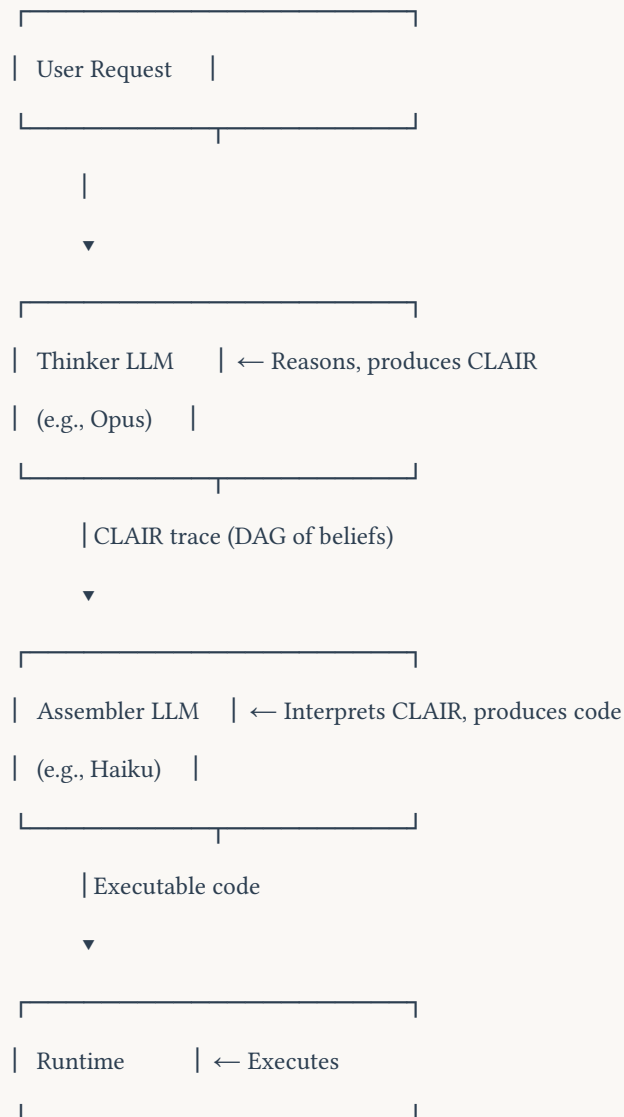 ┌─────────────────┐
│ User Request │
└────────┬────────┘
│
▼
┌─────────────────┐
│ Thinker LLM │ ← Reasons, produces CLAIR
│ (e.g., Opus) │
└────────┬────────┘
│ CLAIR trace (DAG of beliefs)
▼
┌─────────────────┐
│ Assembler LLM │ ← Interprets CLAIR, produces code
│ (e.g., Haiku) │
└────────┬────────┘
│ Executable code
▼
┌─────────────────┐
│ Runtime │ ← Executes